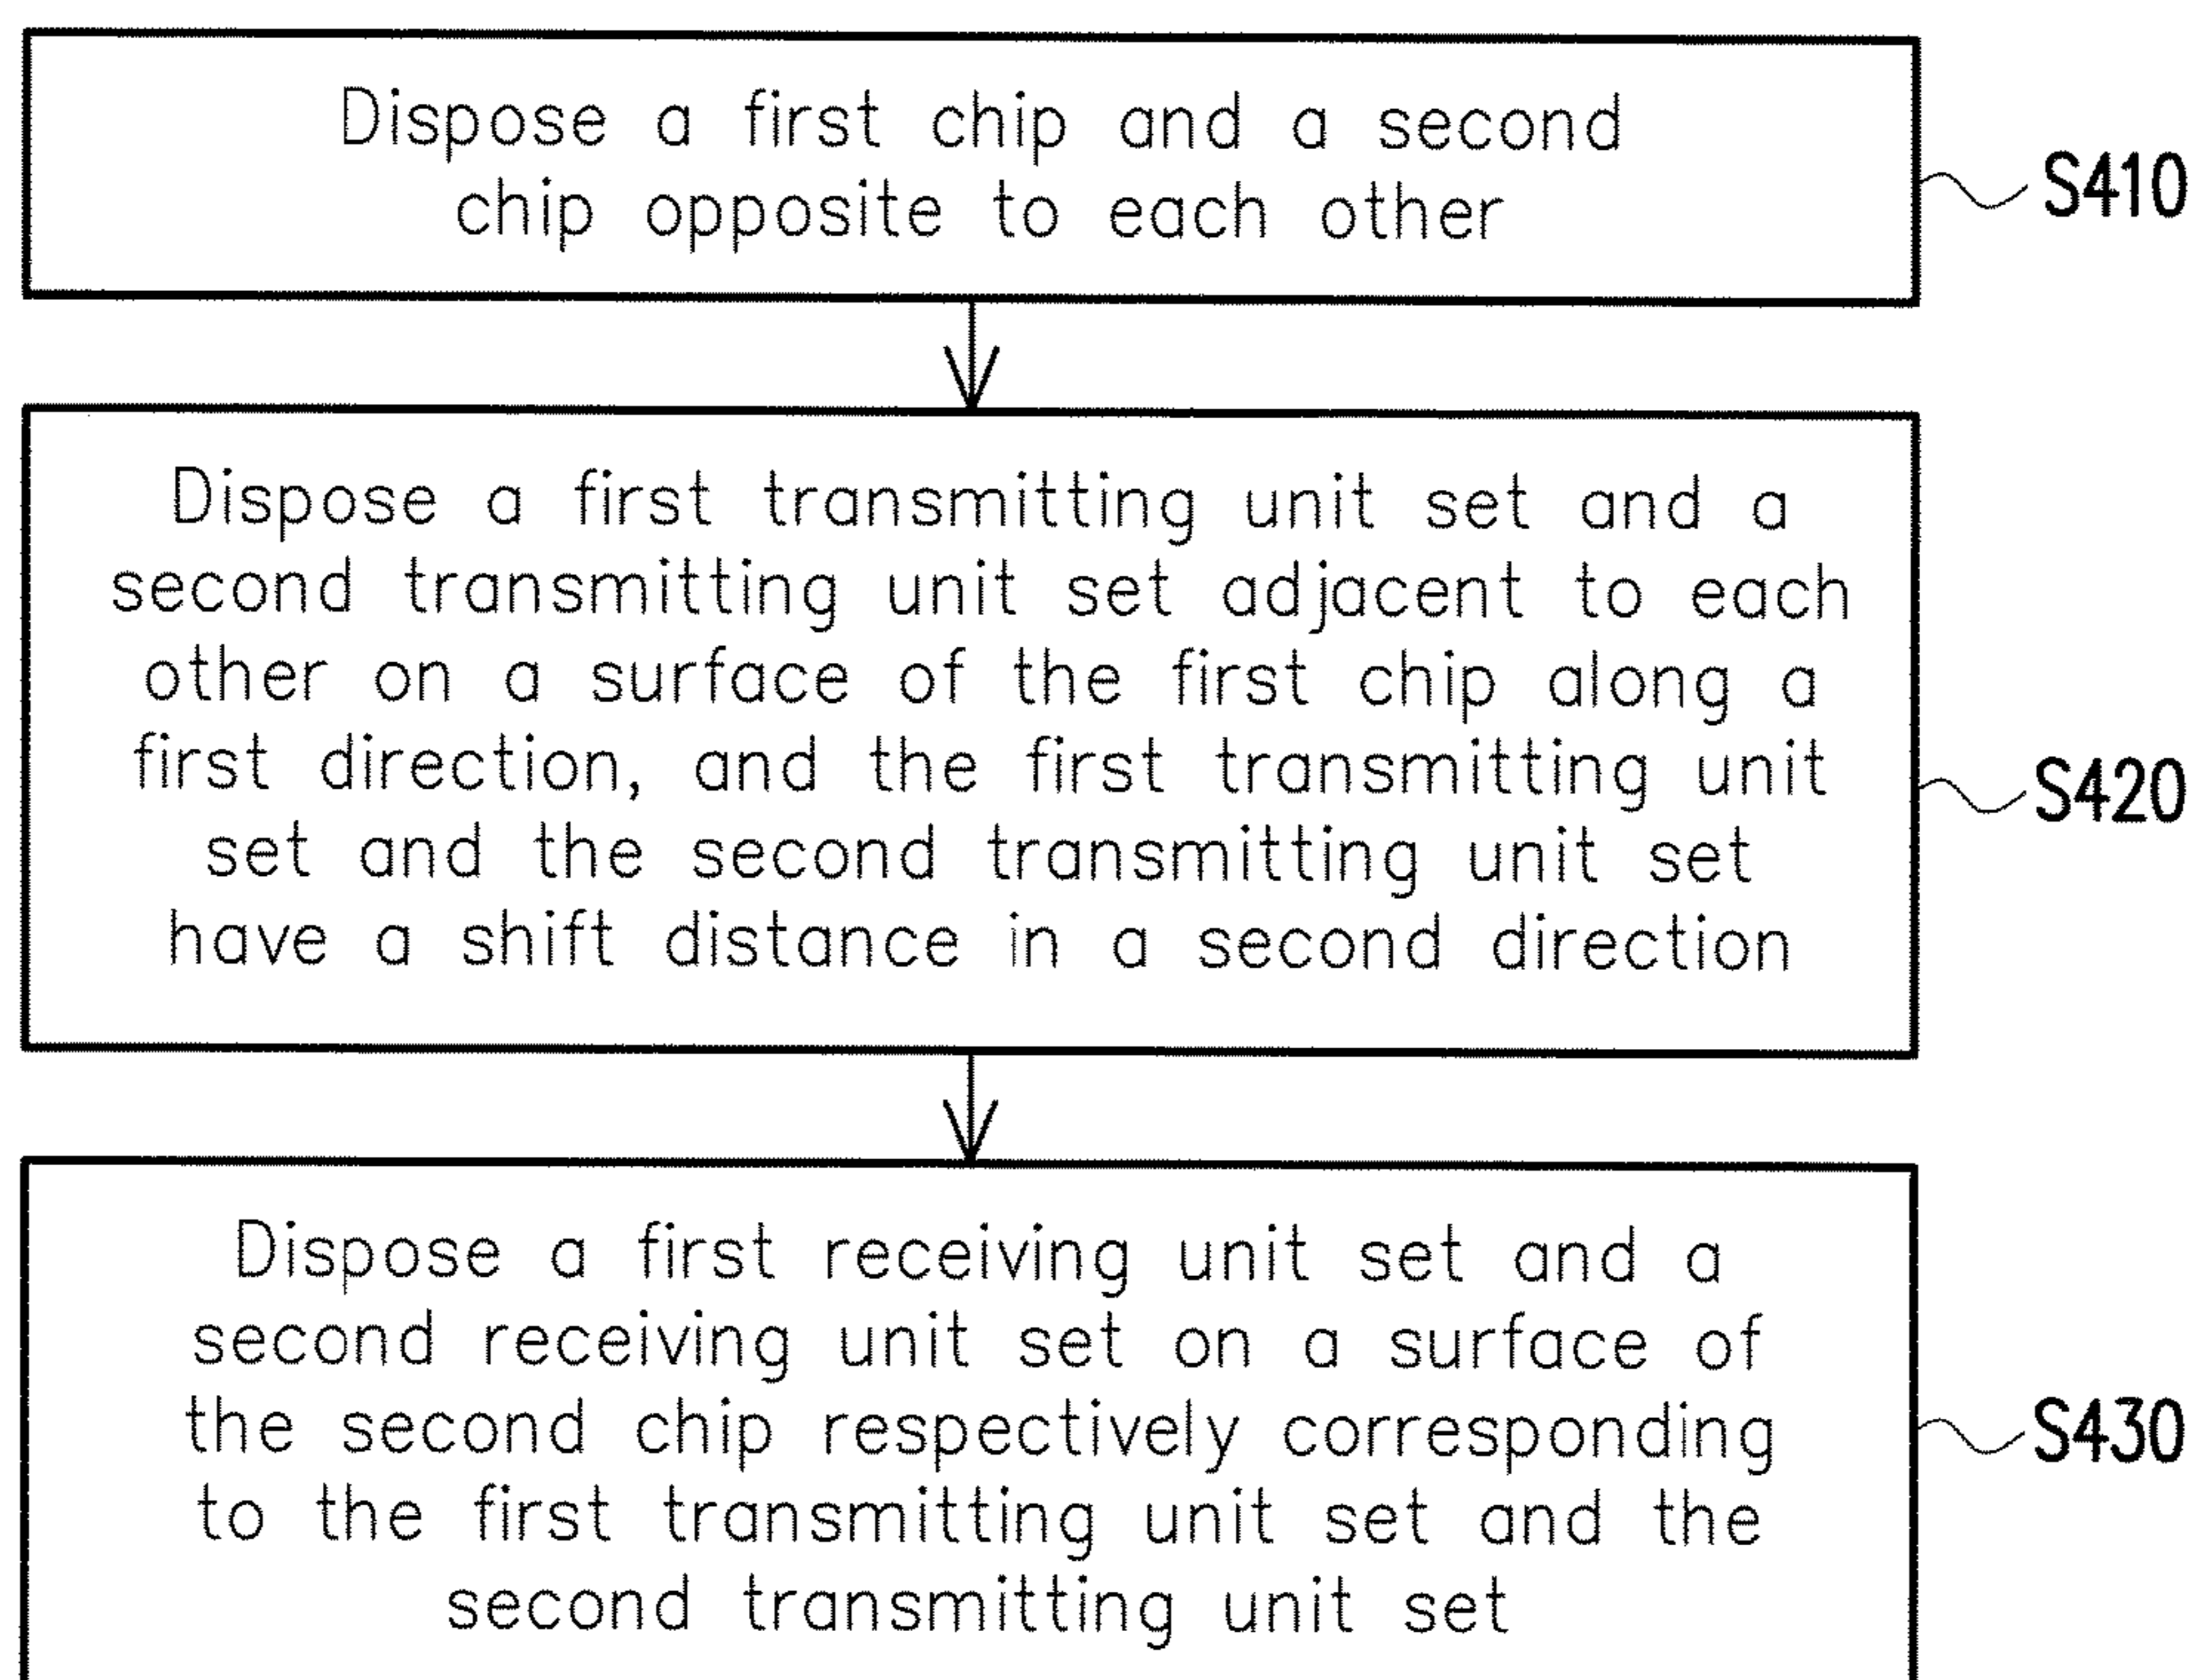 Dispose a first chip and a second
chip opposite to each other
S410
Dispose a first transmitting unit set and a
second transmitting unit set adjacent to each
other on a surface of the first chip along a
first direction, and the first transmitting unit
set and the second transmitting unit set
have a shift distance in a second direction
S420
Dispose a first receiving unit set and a
second receiving unit set on a surface of
the second chip respectively corresponding
to the first transmitting unit set and the
second transmitting unit set
S430